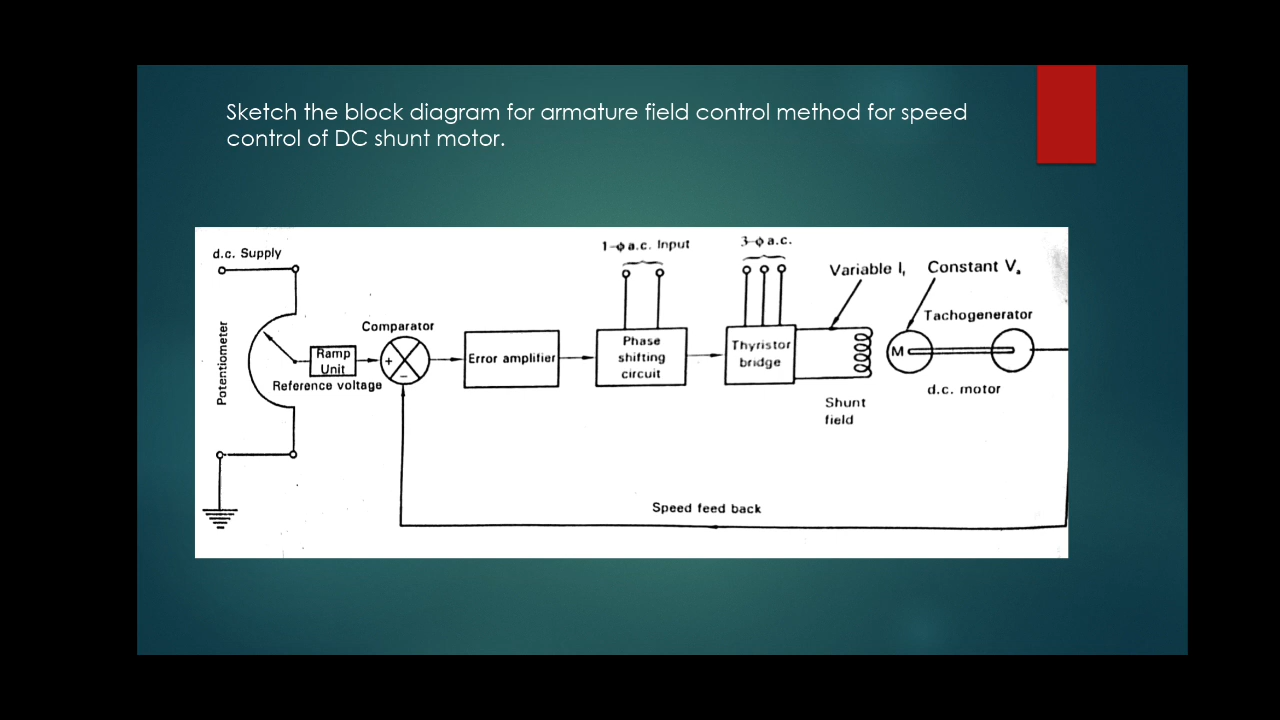 Sketch the block diagram for armature field control method for speed
control of DC shunt motor.
d.c. Supply
1-ϕ a.c. Input
3-ϕ a.c.
Variable I,
Constant V.
Tachogenerator
Potentiometer
Comparator
Ramp
Unit
Reference voltage
+
−
Error amplifier
Phase
shifting
circuit
Thyristor
bridge
M
Shunt
field
d.c. motor
Speed feed back